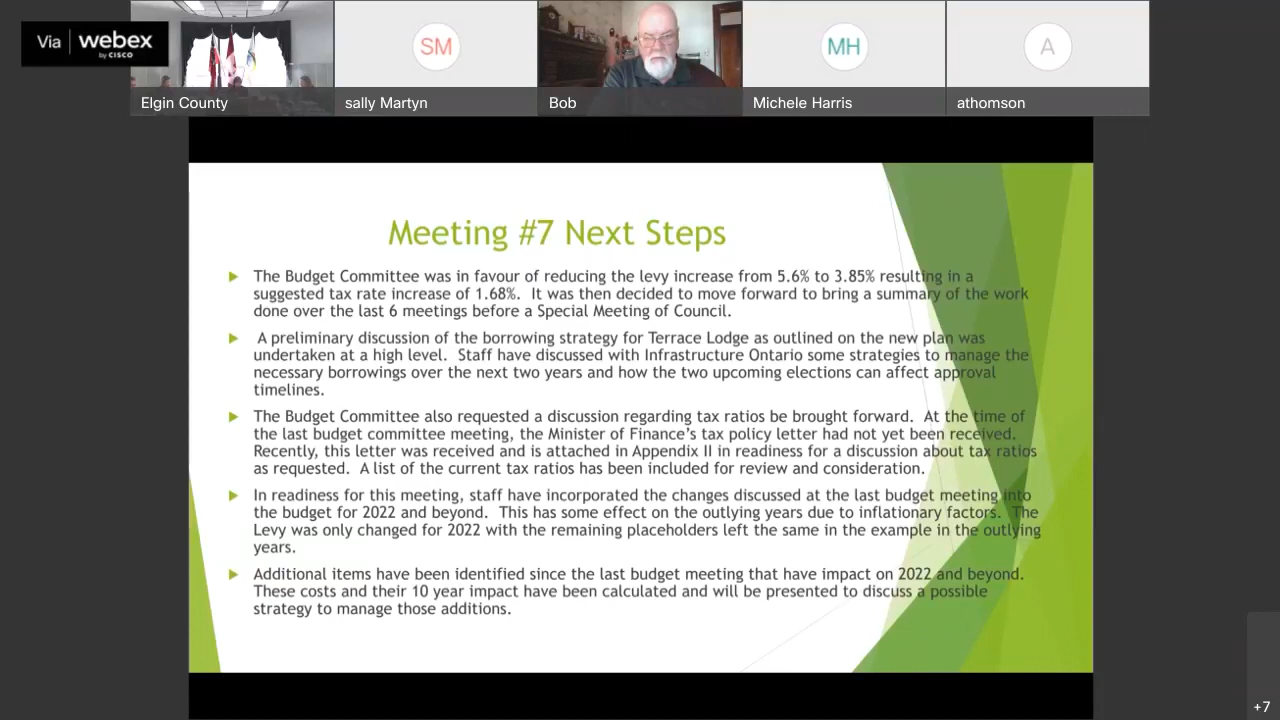 Via webex
by CISCO
SM
MH
A
Elgin County
sally Martyn
Bob
Michele Harris
athomson
Meeting #7 Next Steps
The Budget Committee was in favour of reducing the levy increase from 5.6% to 3.85% resulting in a
suggested tax rate increase of 1.68%. It was then decided to move forward to bring a summary of the work
done over the last 6 meetings before a Special Meeting of Council.
A preliminary discussion of the borrowing strategy for Terrace Lodge as outlined on the new plan was
undertaken at a high level. Staff have discussed with Infrastructure Ontario some strategies to manage the
necessary borrowings over the next two years and how the two upcoming elections can affect approval
timelines.
The Budget Committee also requested a discussion regarding tax ratios be brought forward. At the time of
the last budget committee meeting, the Minister of Finance's tax policy letter had not yet been received.
Recently, this letter was received and is attached in Appendix II in readiness for a discussion about tax ratios
as requested. A list of the current tax ratios has been included for review and consideration.
In readiness for this meeting, staff have incorporated the changes discussed at the last budget meeting into
the budget for 2022 and beyond. This has some effect on the outlying years due to inflationary factors. The
Levy was only changed for 2022 with the remaining placeholders left the same in the example in the outlying
years.
Additional items have been identified since the last budget meeting that have impact on 2022 and beyond.
These costs and their 10 year impact have been calculated and will be presented to discuss a possible
strategy to manage those additions.
+7